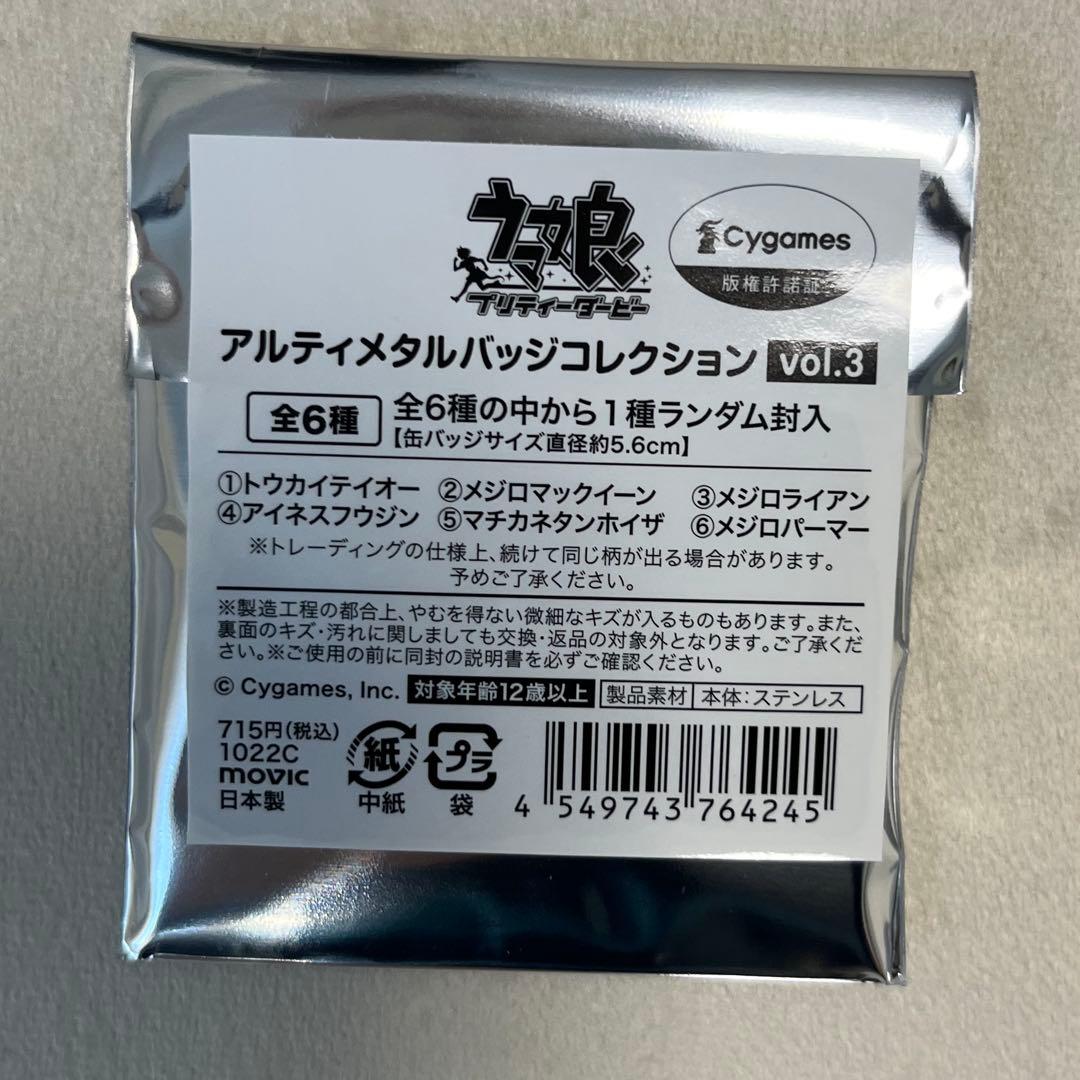 ウマ娘
プリティーダービー
Cygames
版権許諾証
アルティメタルバッジコレクション vol.3
全6種
全6種の中から1種ランダム封入
【缶バッジサイズ直径約5.6cm】
①トウカイテイオー ②メジロマックイーン ③メジロライアン
④アイネスフウジン ⑤マチカネタンホイザ ⑥メジロパーマー
※トレーディングの仕様上、続けて同じ柄が出る場合があります。
予めご了承ください。
※製造工程の都合上、やむを得ない微細なキズが入るものもあります。また、
裏面のキズ・汚れに関しましても交換・返品の対象外となります。ご了承くだ
さい。※ご使用の前に同封の説明書を必ずご確認ください。
© Cygames, Inc. 対象年齢12歳以上 製品素材 本体：ステンレス
715円(税込)
1022C
movic
日本製
紙
中紙
プラ
袋
4 549743 764245